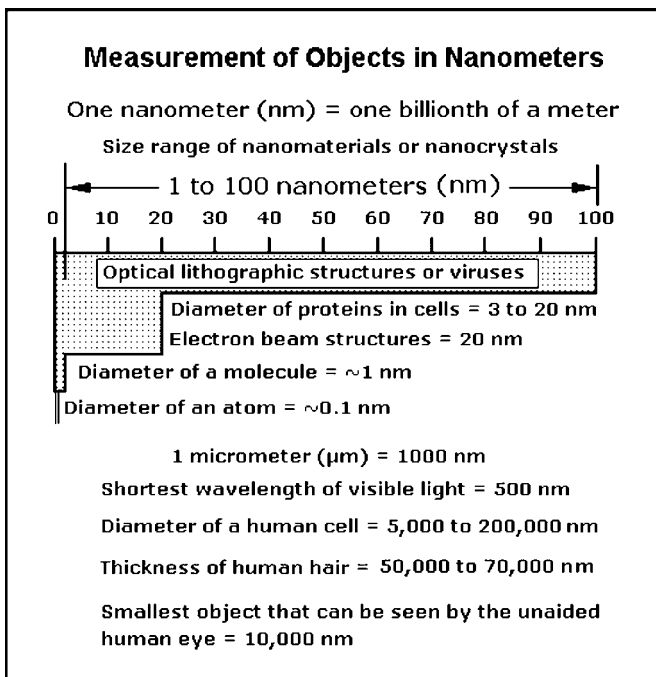 Measurement of Objects in Nanometers
One nanometer (nm) = one billionth of a meter
Size range of nanomaterials or nanocrystals
1 to 100 nanometers (nm)
0 10 20 30 40 50 60 70 80 90 100
Optical lithographic structures or viruses
Diameter of proteins in cells = 3 to 20 nm
Electron beam structures = 20 nm
Diameter of a molecule = ~1 nm
Diameter of an atom = ~0.1 nm
1 micrometer (µm) = 1000 nm
Shortest wavelength of visible light = 500 nm
Diameter of a human cell = 5,000 to 200,000 nm
Thickness of human hair = 50,000 to 70,000 nm
Smallest object that can be seen by the unaided
human eye = 10,000 nm